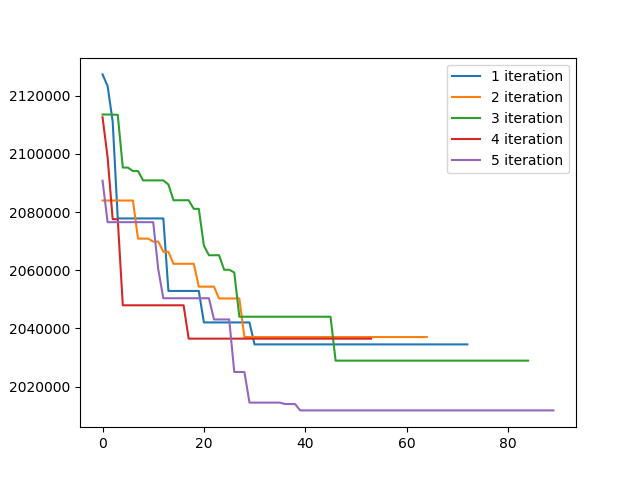 2120000
2100000
2080000
2060000
2040000
2020000
0 20 40 60 80
1 iteration
2 iteration
3 iteration
4 iteration
5 iteration